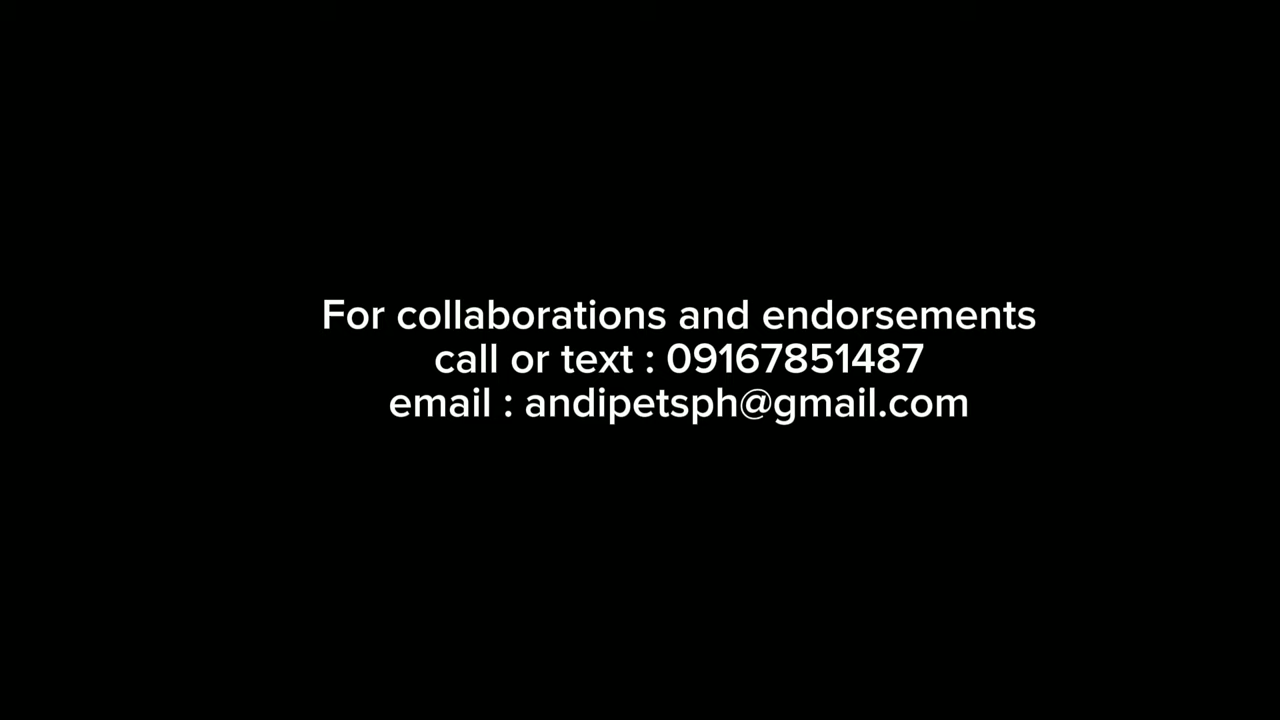 For collaborations and endorsements
call or text : 09167851487
email : andipetsph@gmail.com